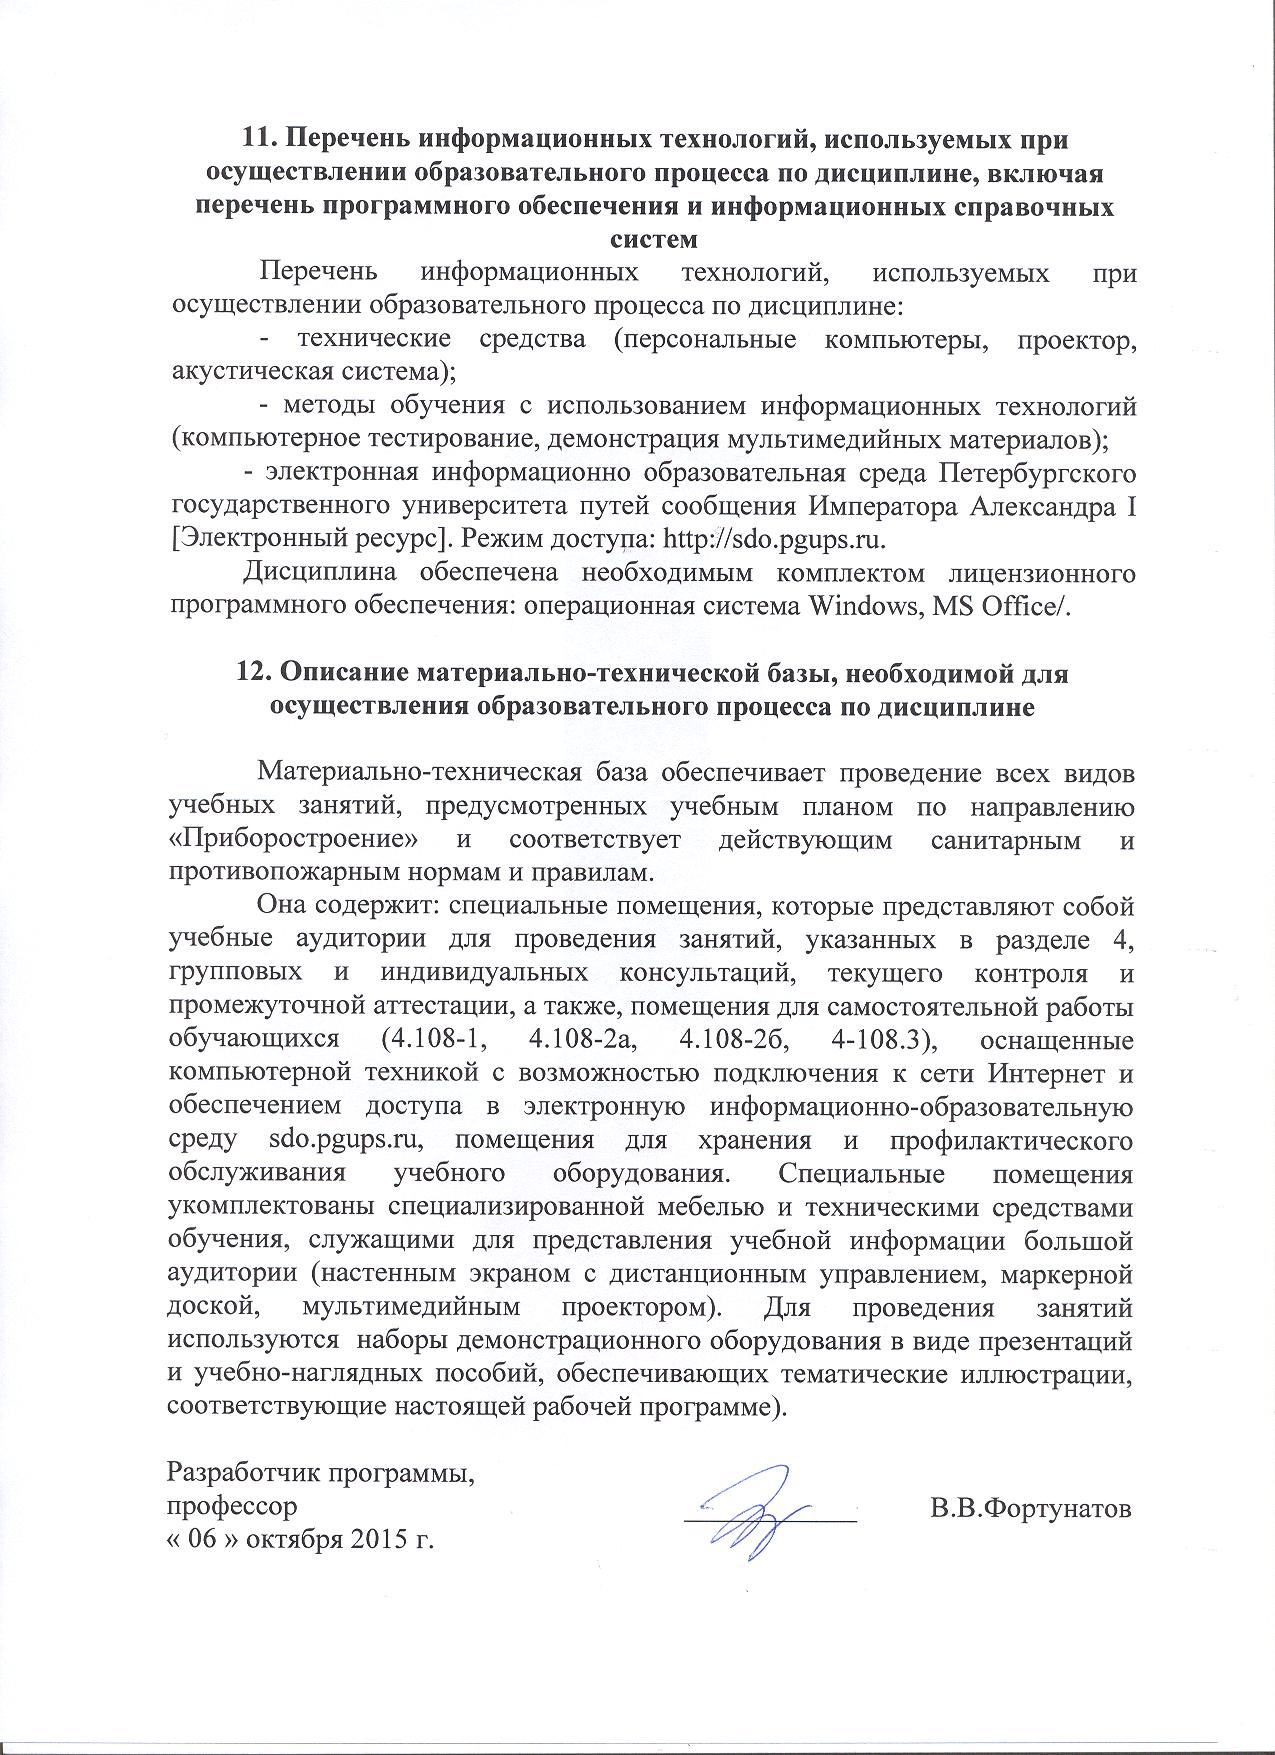 11. Перечень информационных технологий, используемых при
осуществлении образовательного процесса по дисциплине, включая
перечень программного обеспечения и информационных справочных
систем
Перечень информационных технологий, используемых при
осуществлении образовательного процесса по дисциплине:
- технические средства (персональные компьютеры, проектор,
акустическая система);
- методы обучения с использованием информационных технологий
(компьютерное тестирование, демонстрация мультимедийных материалов);
- электронная информационно образовательная среда Петербургского
государственного университета путей сообщения Императора Александра I
[Электронный ресурс]. Режим доступа: http://sdo.pgups.ru.
Дисциплина обеспечена необходимым комплектом лицензионного
программного обеспечения: операционная система Windows, MS Office/.
12. Описание материально-технической базы, необходимой для
осуществления образовательного процесса по дисциплине
Материально-техническая база обеспечивает проведение всех видов
учебных занятий, предусмотренных учебным планом по направлению
«Приборостроение» и соответствует действующим санитарным и
противопожарным нормам и правилам.
Она содержит: специальные помещения, которые представляют собой
учебные аудитории для проведения занятий, указанных в разделе 4,
групповых и индивидуальных консультаций, текущего контроля и
промежуточной аттестации, а также, помещения для самостоятельной работы
обучающихся (4.108-1, 4.108-2а, 4.108-2б, 4-108.3), оснащенные
компьютерной техникой с возможностью подключения к сети Интернет и
обеспечением доступа в электронную информационно-образовательную
среду sdo.pgups.ru, помещения для хранения и профилактического
обслуживания учебного оборудования. Специальные помещения
укомплектованы специализированной мебелью и техническими средствами
обучения, служащими для представления учебной информации большой
аудитории (настенным экраном с дистанционным управлением, маркерной
доской, мультимедийным проектором). Для проведения занятий
используются наборы демонстрационного оборудования в виде презентаций
и учебно-наглядных пособий, обеспечивающих тематические иллюстрации,
соответствующие настоящей рабочей программе).
Разработчик программы,
профессор В.В.Фортунатов
« 06 » октября 2015 г.